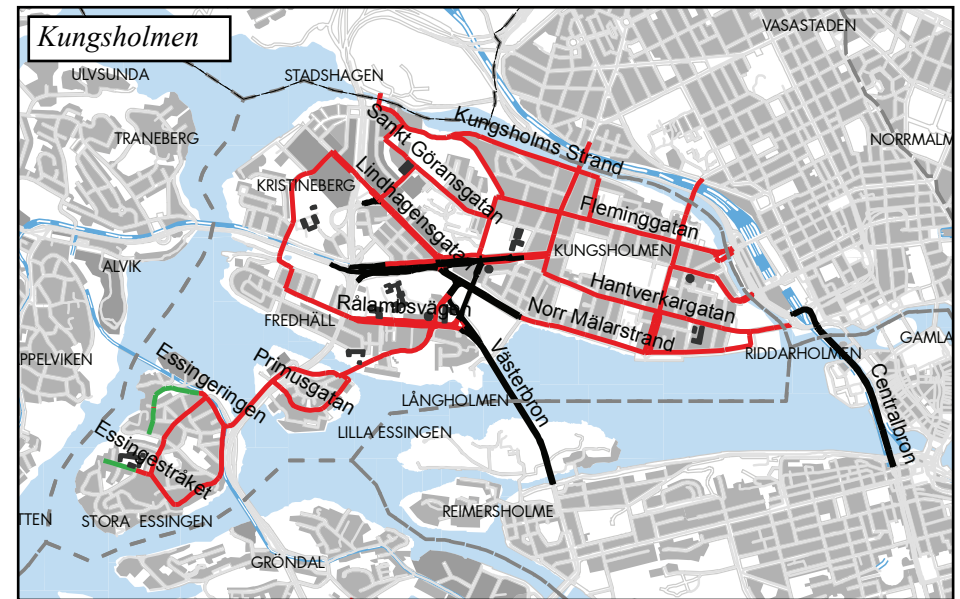 Kungsholmen
VASASTADEN
ULVSUNDA
STADSHAGEN
TRANEBERG
NORRMALM
Kungsholms Strand
Sankt Göransgatan
KRISTINEBERG
Lindhagensgatan
Fleminggatan
KUNGSHOLMEN
ALVIK
Hantverkargatan
Rålambsvägen
Norr Mälarstrand
FREDHÄLL
GAMLA
RIDDARHOLMEN
PPELVIKEN
Essingeringen
Primusgatan
Västerbron
Centralbron
LÅNGHOLMEN
LILLA ESSINGEN
Essingestråket
REIMERSHOLME
TTEN
STORA ESSINGEN
GRÖNDAL